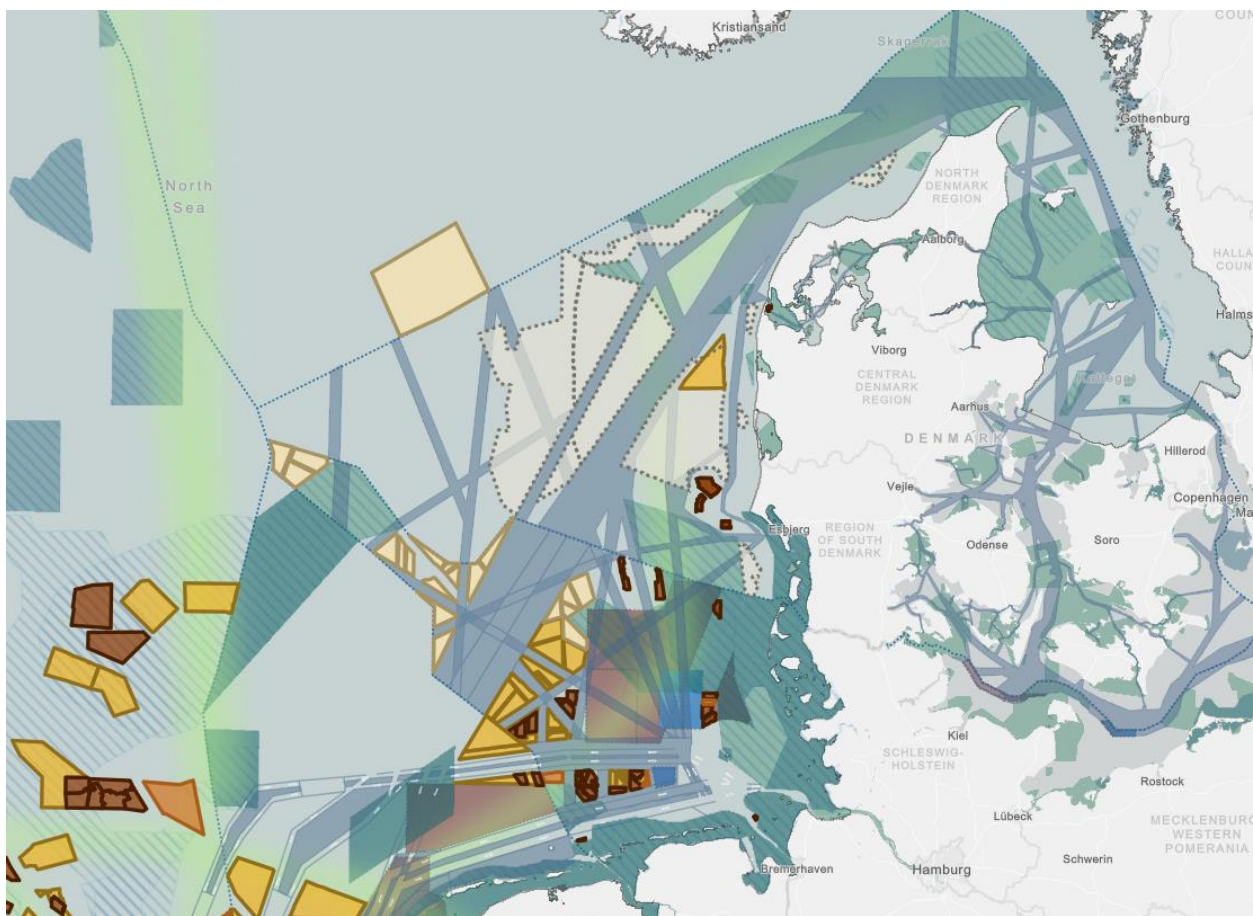 COUN
Kristiansand
Skagerrak
Gothenburg
North
Sea
NORTH
DENMARK
REGION
Aalborg
HALLA
COUN
Halms
Viborg
CENTRAL
DENMARK
REGION
Kattegat
Aarhus
DENMARK
Hillerod
Vejle
Copenhagen
Ma
Esbjerg
REGION
OF SOUTH
DENMARK
Odense
Soro
Kiel
SCHLESWIG-
HOLSTEIN
Rostock
Lübeck
MECKLENBURG
WESTERN
POMERANIA
Schwerin
Bremerhaven
Hamburg